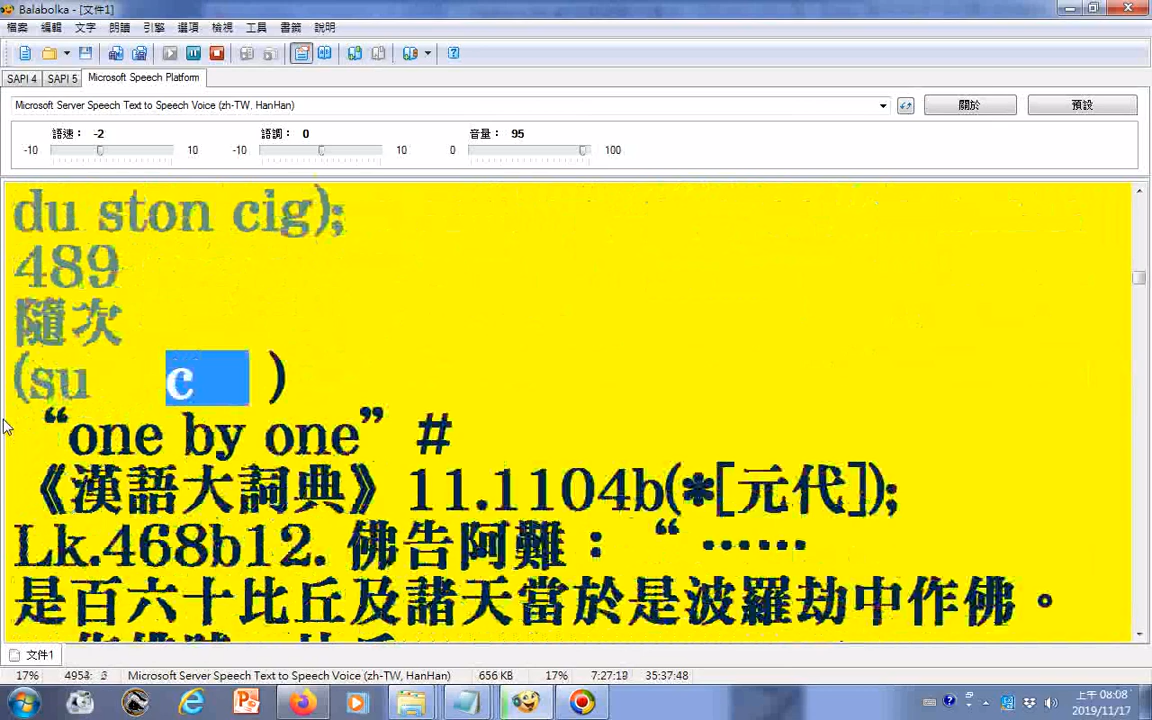 Balabolka - [文件1]
檔案 編輯 文字 朗讀 引擎 選項 檢視 工具 書籤 說明
SAPI 4 SAPI 5 Microsoft Speech Platform
Microsoft Server Speech Text to Speech Voice (zh-TW, HanHan) 關於 預設
語速： -2 語調： 0 音量： 95
-10 10 -10 10 0 100
du ston cig);
489
隨次
(su c )
“one by one” #
《漢語大詞典》 11.1104b(*[元代]);
Lk.468b12. 佛告阿難： “ ……
是百六十比丘及諸天當於是波羅劫中作佛。
文件1
17% Microsoft Server Speech Text to Speech Voice (zh-TW, HanHan) 656 KB 17% 35:37:48
上午 08:08
2019/11/17